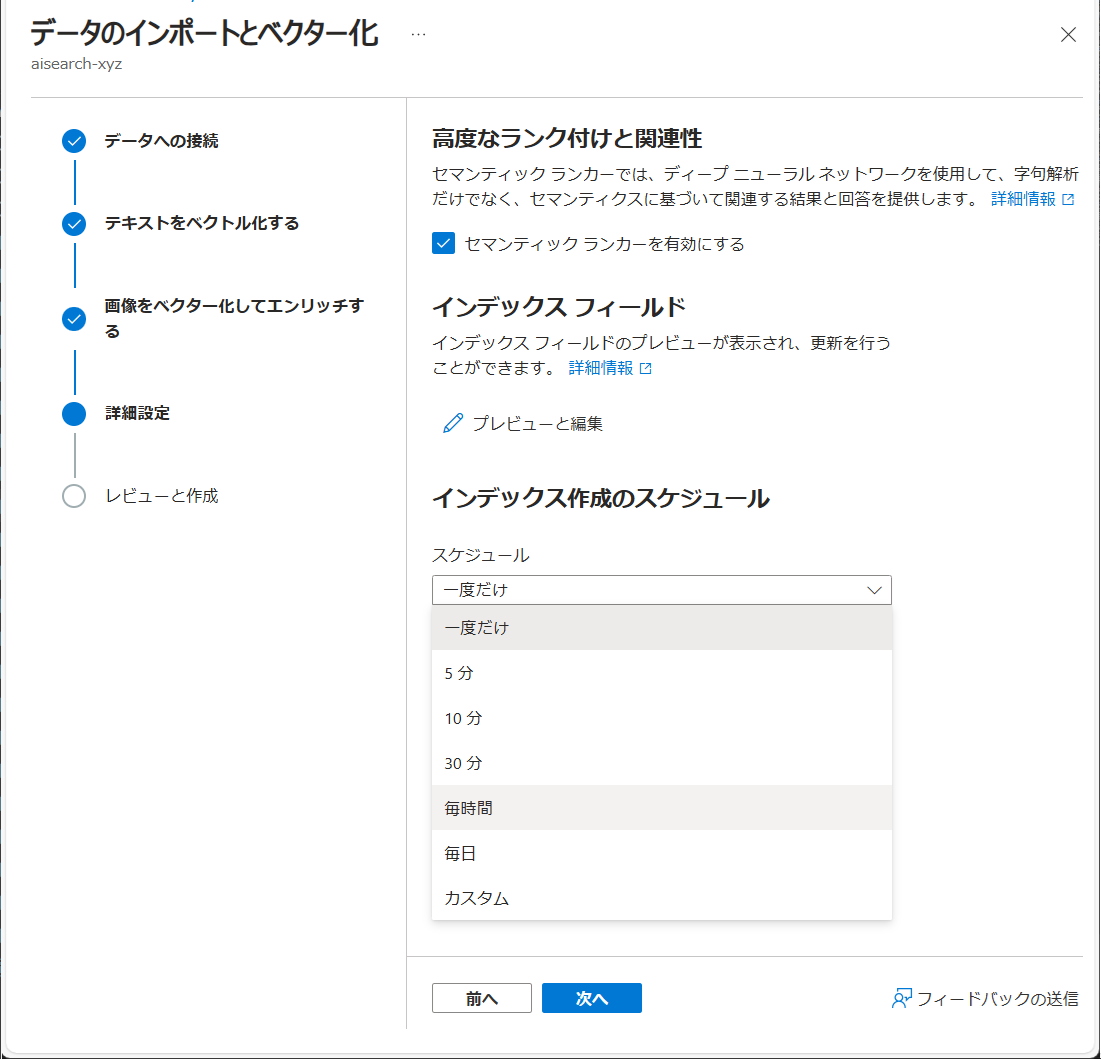 データのインポートとベクター化 …
aisearch-xyz
データへの接続
テキストをベクトル化する
画像をベクター化してエンリッチす
る
詳細設定
レビューと作成
高度なランク付けと関連性
セマンティック ランカーでは、ディープ ニューラル ネットワークを使用して、字句解析
だけでなく、セマンティクスに基づいて関連する結果と回答を提供します。 詳細情報
セマンティック ランカーを有効にする
インデックス フィールド
インデックス フィールドのプレビューが表示され、更新を行う
ことができます。 詳細情報
プレビューと編集
インデックス作成のスケジュール
スケジュール
一度だけ
一度だけ
5 分
10 分
30 分
毎時間
毎日
カスタム
前へ
次へ
フィードバックの送信